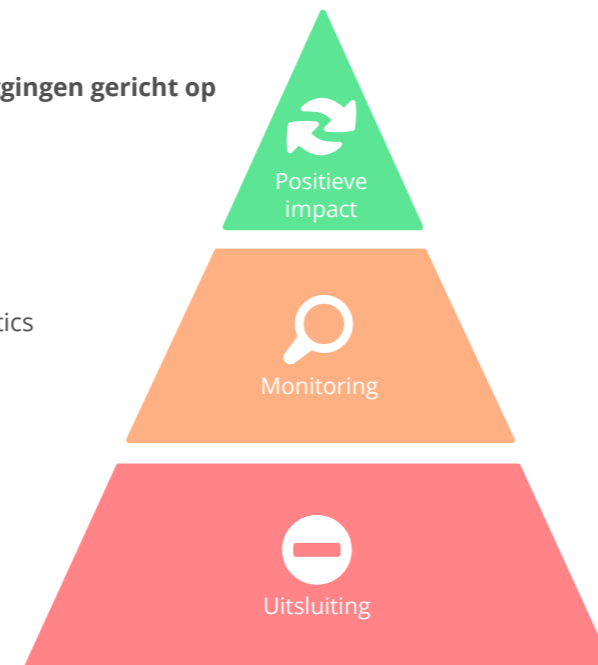 gingen gericht op
Positieve
impact
tics
Monitoring
Uitsluiting